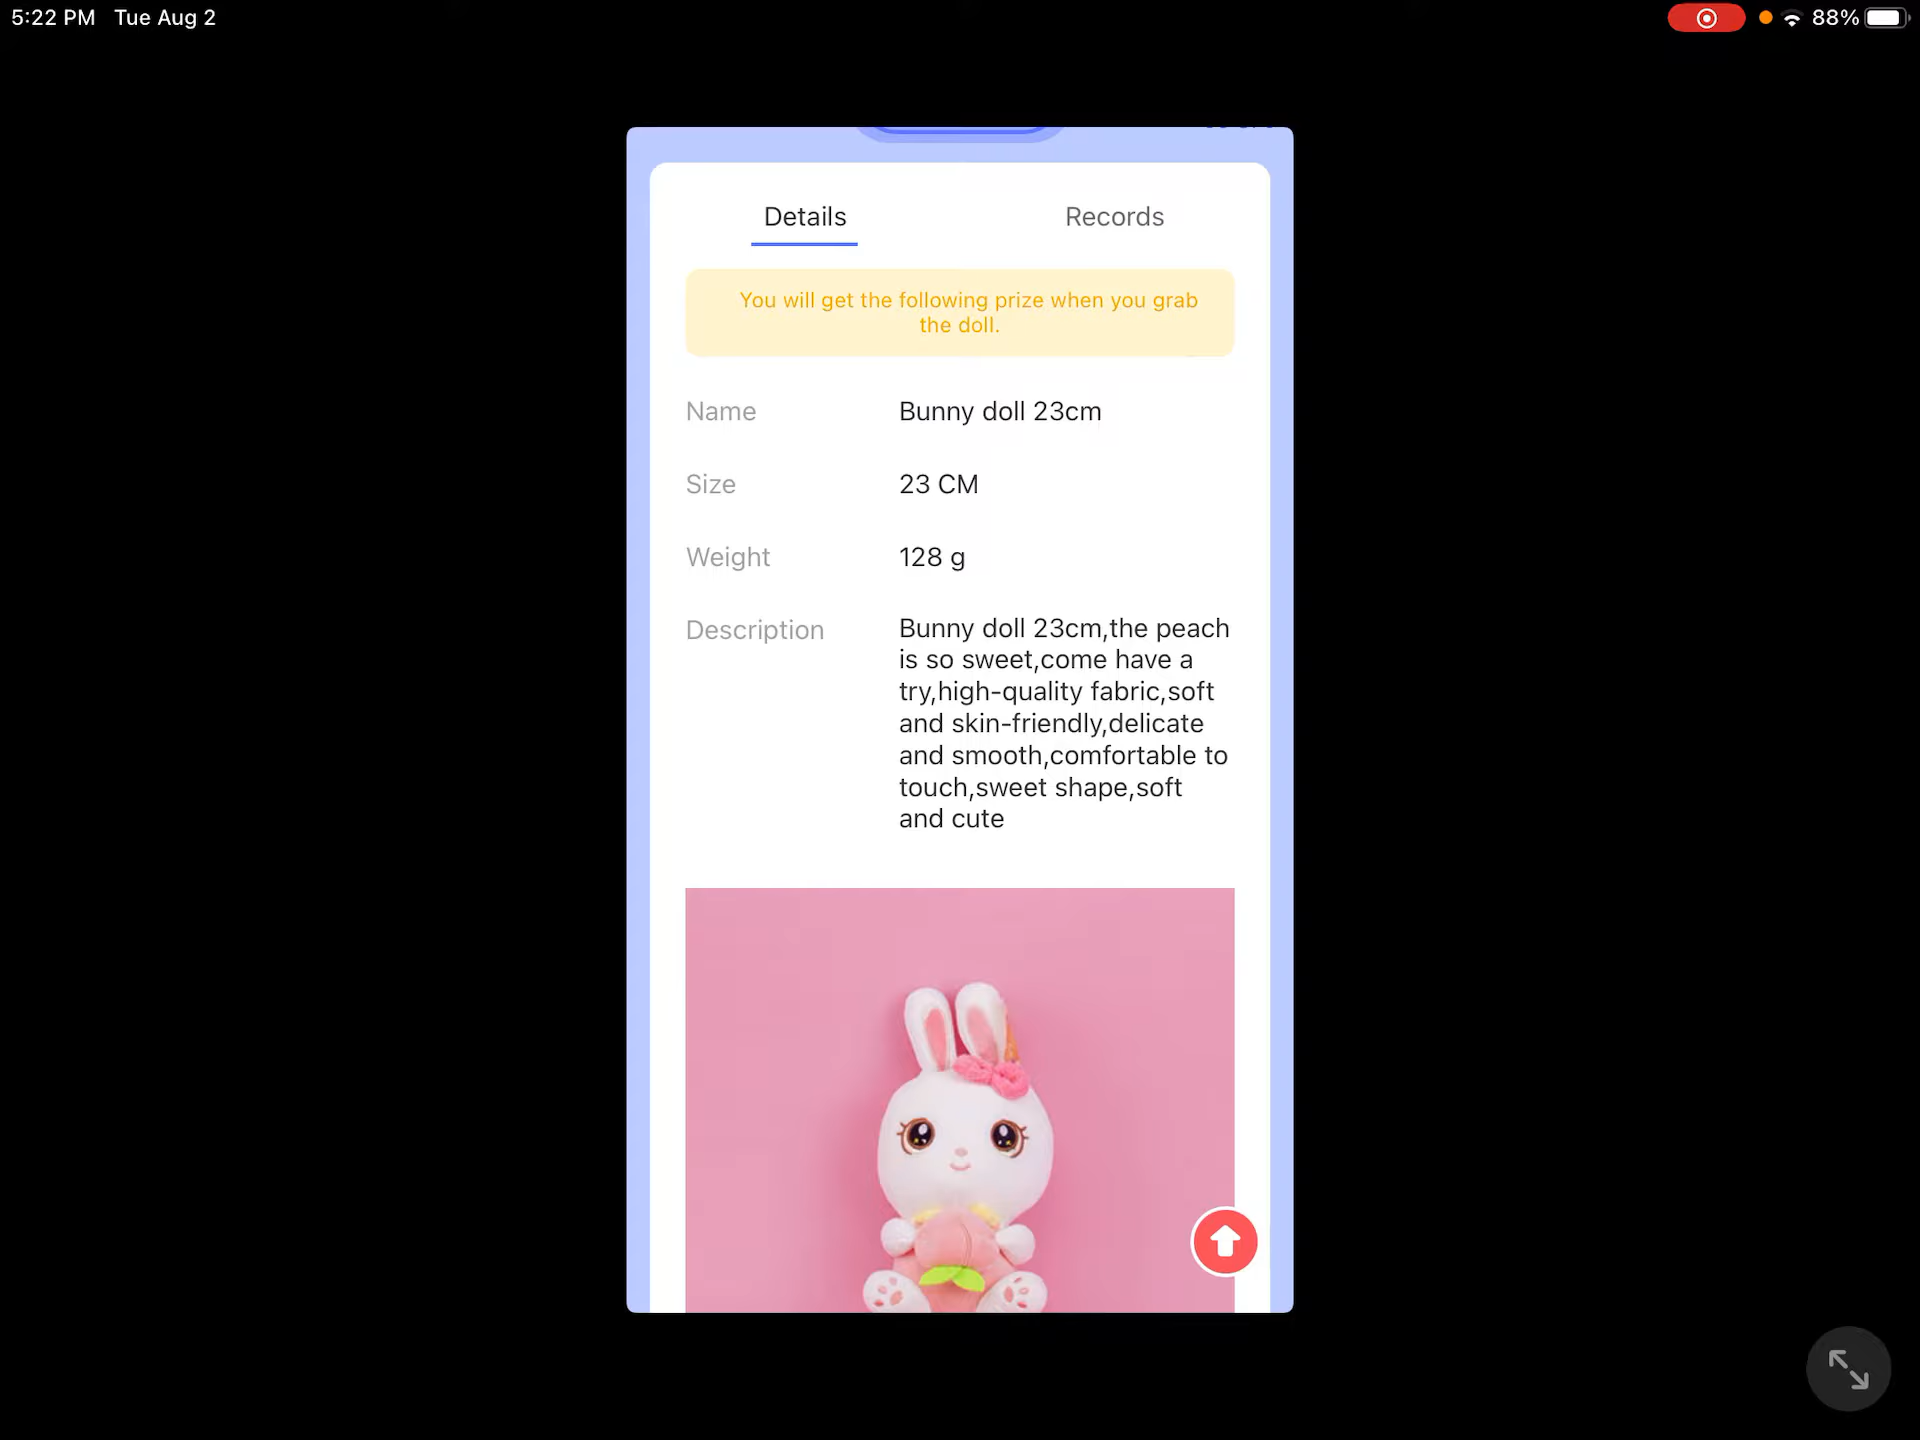 5:22 PM Tue Aug 2
88%
Details Records
You will get the following prize when you grab
the doll.
Name Bunny doll 23cm
Size 23 CM
Weight 128 g
Description Bunny doll 23cm,the peach
is so sweet,come have a
try,high-quality fabric,soft
and skin-friendly,delicate
and smooth,comfortable to
touch,sweet shape,soft
and cute